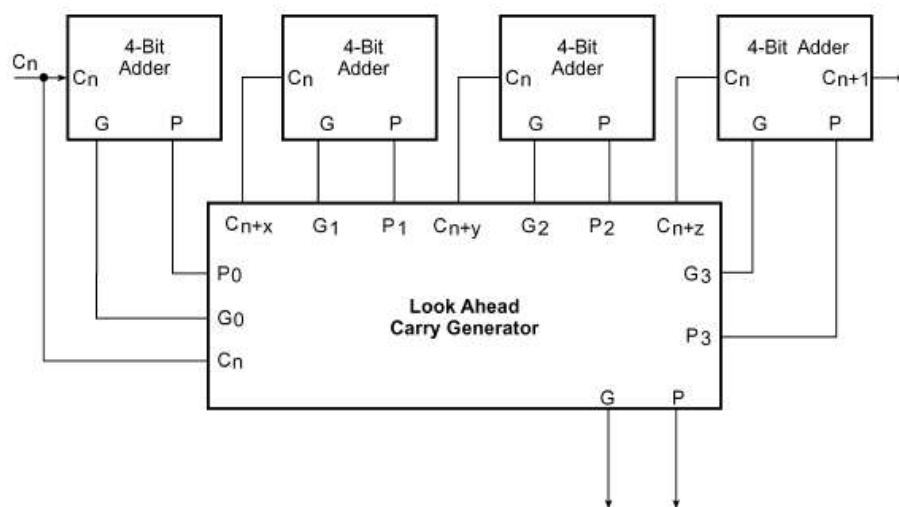 Cn
4-Bit
Adder
Cn
G P
4-Bit
Adder
Cn
G P
4-Bit
Adder
Cn
G P
4-Bit Adder
Cn Cn+1
G P
Cn+x G1 P1 Cn+y G2 P2 Cn+z
P0
G0
Cn
Look Ahead
Carry Generator
G3
P3
G P